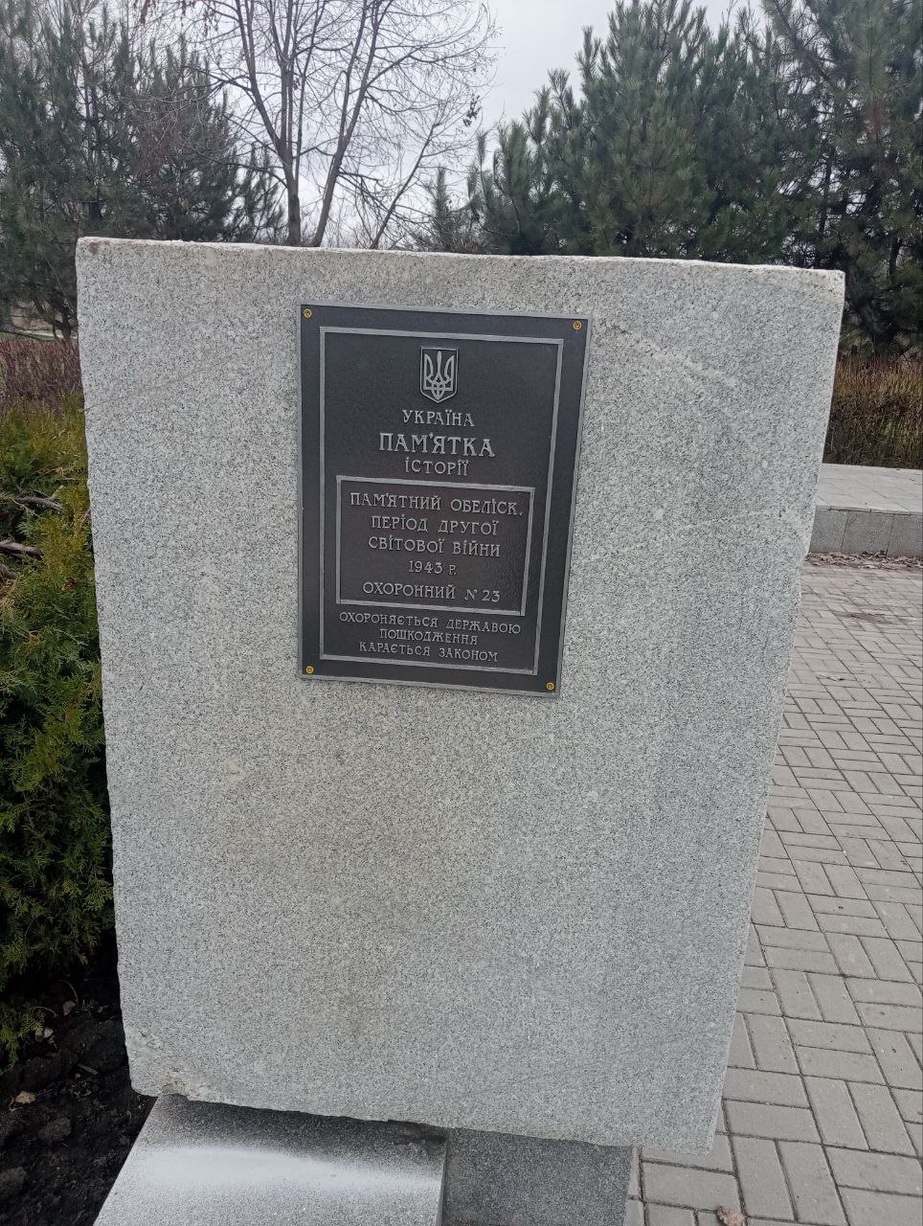 УКРАЇНА
ПАМ'ЯТКА
ІСТОРІЇ
ПАМ'ЯТНИЙ ОБЕЛІСК.
ПЕРІОД ДРУГОЇ
СВІТОВОЇ ВІЙНИ
1943 Р.
ОХОРОННИЙ N 23
ОХОРОНЯЄТЬСЯ ДЕРЖАВОЮ
ПОШКОДЖЕННЯ
КАРАЄТЬСЯ ЗАКОНОМ